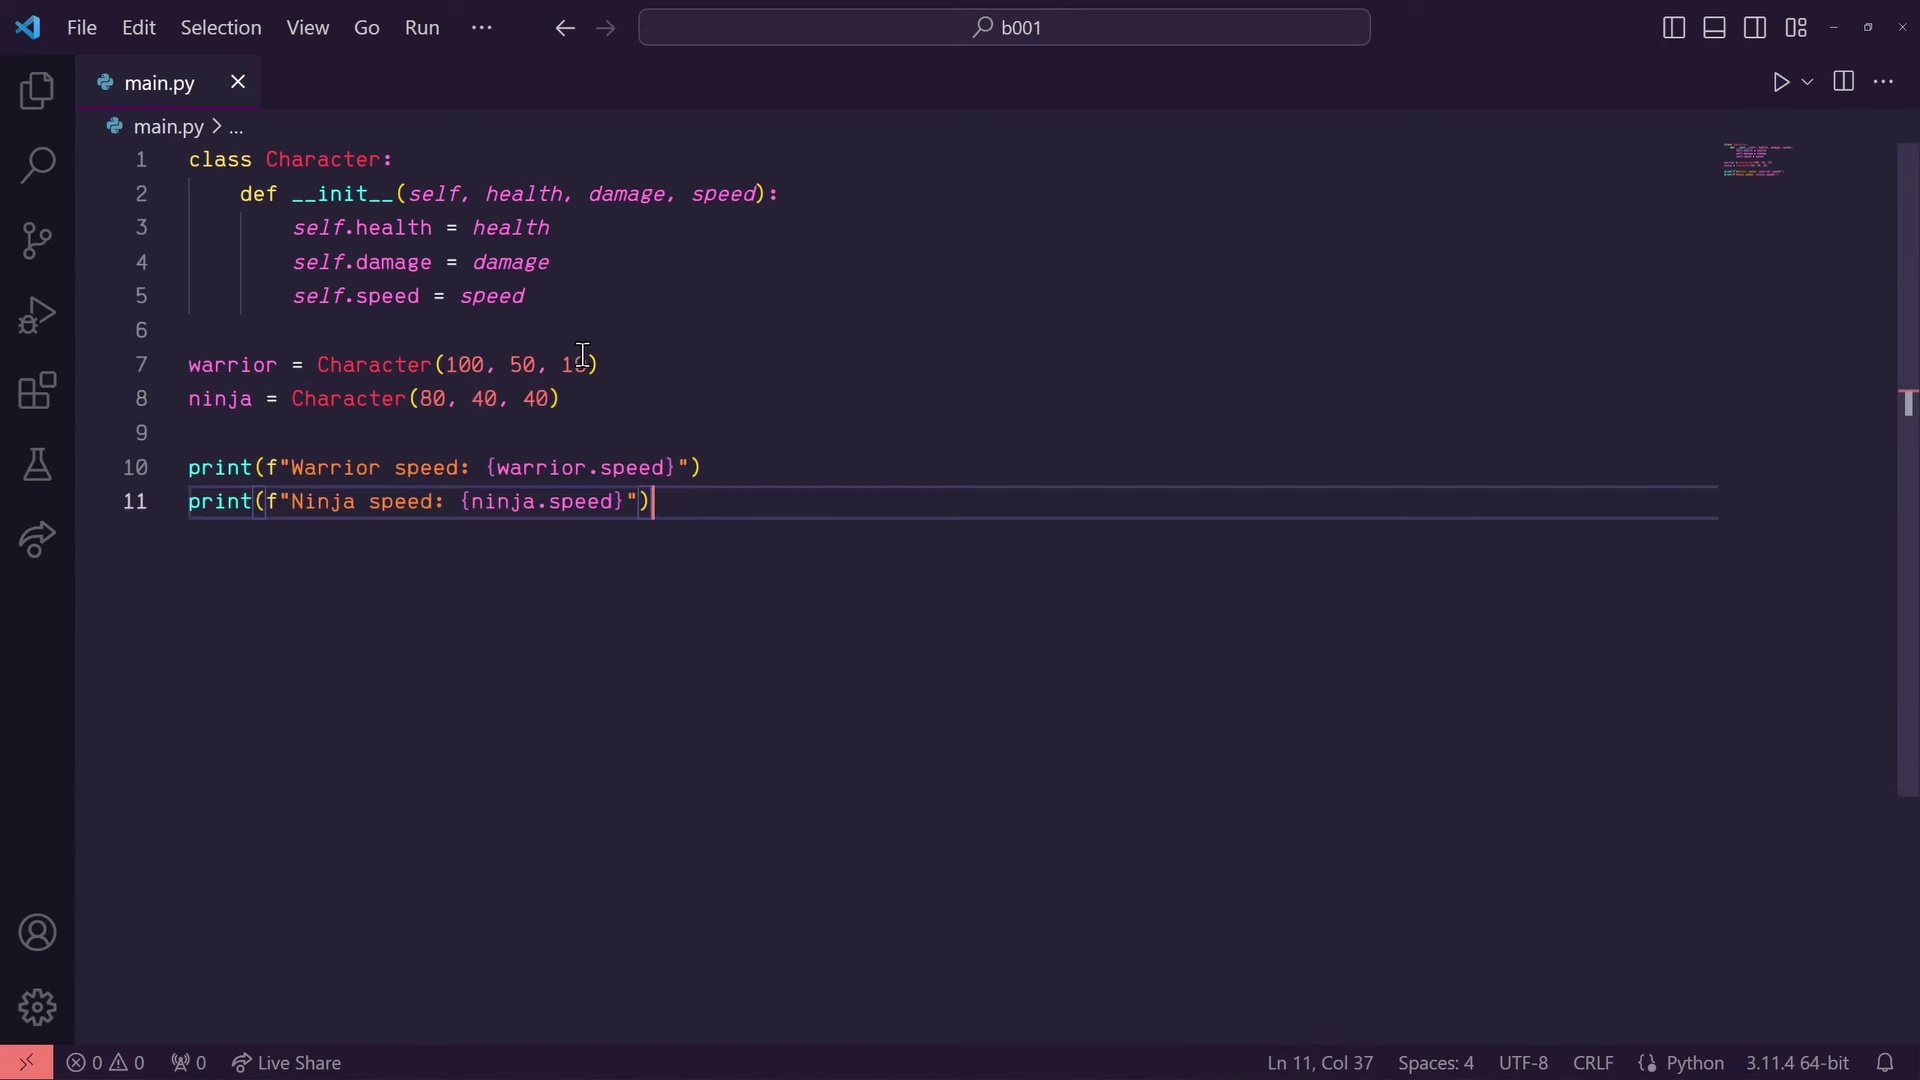 File Edit Selection View Go Run ... b001
main.py
main.py > ...
1 class Character:
2 def __init__(self, health, damage, speed):
3 self.health = health
4 self.damage = damage
5 self.speed = speed
6
7 warrior = Character(100, 50, )
8 ninja = Character(80, 40, 40)
9
10 print(f"Warrior speed: {warrior.speed}")
11 print(f"Ninja speed: {ninja.speed}")
0 0 0 Live Share Ln 11, Col 37 Spaces: 4 UTF-8 CRLF {} Python 3.11.4 64-bit